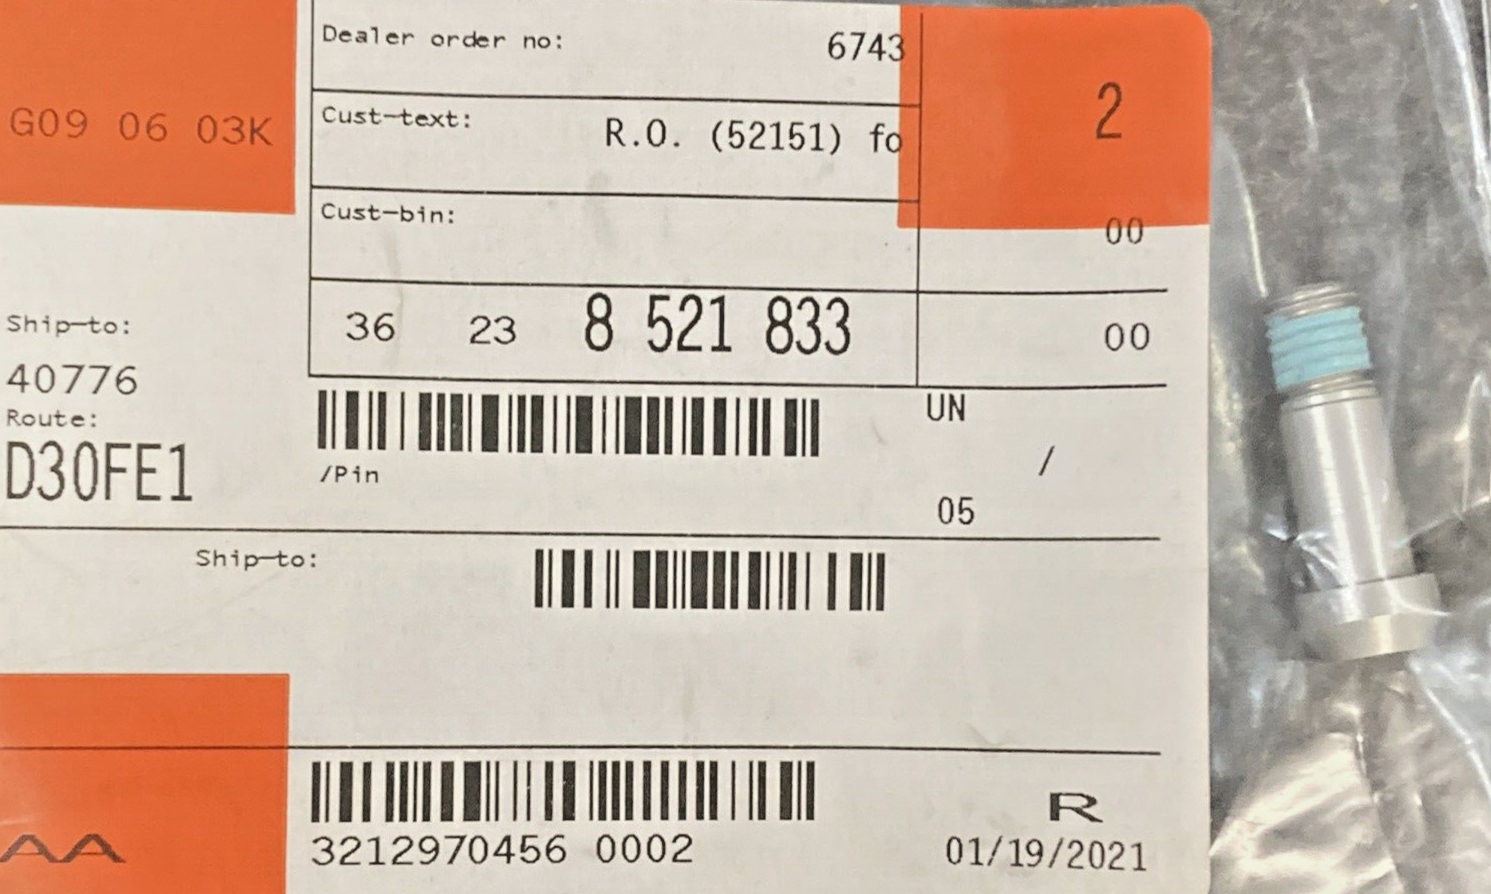 Dealer order no: 6743
2
G09 06 03K
Cust-text: R.O. (52151) fo
Cust-bin:
00
Ship-to:
36 23 8 521 833 00
40776
Route:
UN
D30FE1
/Pin
/
05
Ship-to:
R
AA
3212970456 0002
01/19/2021